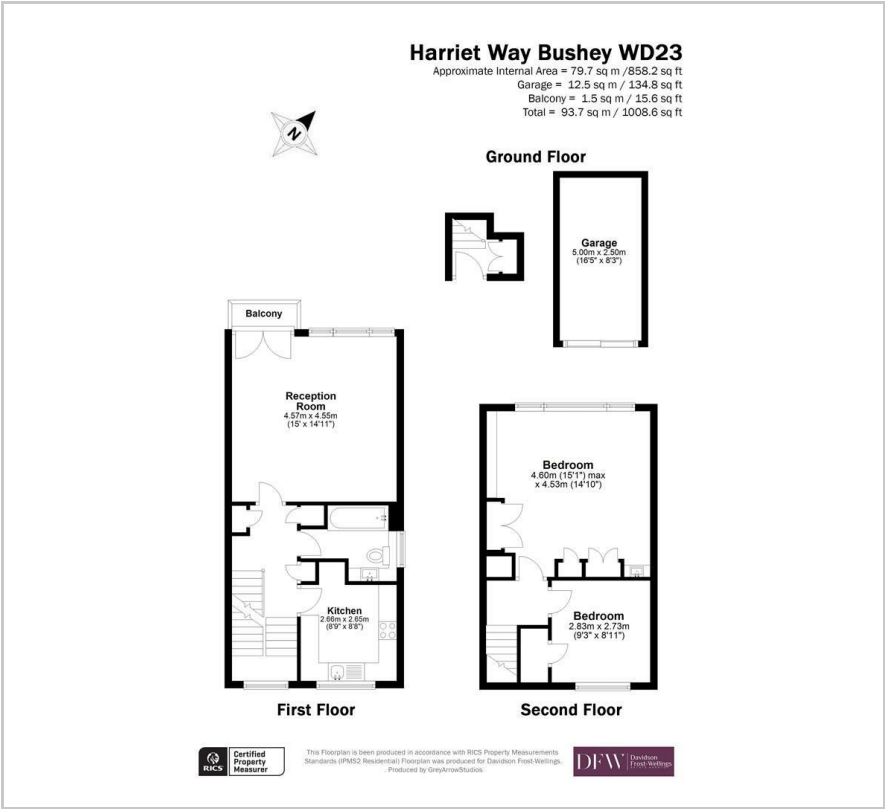 Harriet Way Bushey WD23
Approximate Internal Area = 79.7 sq m /858.2 sq ft
Garage = 12.5 sq m / 134.8 sq ft
Balcony = 1.5 sq m / 15.6 sq ft
Total = 93.7 sq m / 1008.6 sq ft
N
Ground Floor
Garage
5.00m x 2.50m
(16'5" x 8'3")
Balcony
Reception
Room
4.57m x 4.55m
(15' x 14'11")
Kitchen
2.66m x 2.65m
(8'9" x 8'8")
First Floor
Bedroom
4.60m (15'1") max
x 4.53m (14'10")
Bedroom
2.83m x 2.73m
(9'3" x 8'11")
Second Floor
RICS
Certified
Property
Measurer
This Floorplan is been produced in accordance with RICS Property Measurements
Standards (IPMS2 Residential) Floorplan was produced for Davidson Frost-Wellings.
Produced by GreyArrowStudios
DFW
Davidson
Frost-Wellings